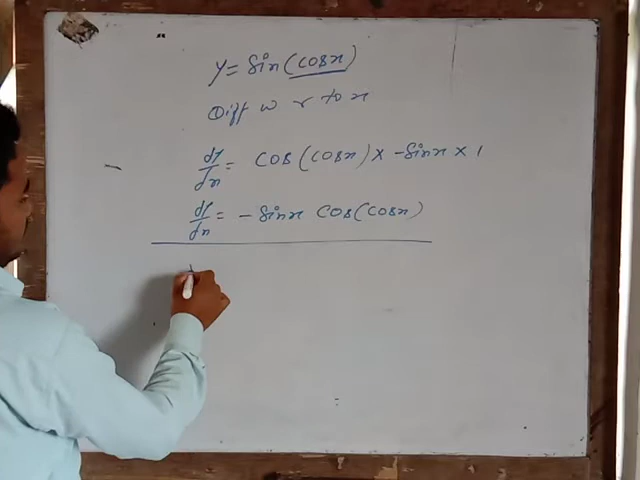 y = Sin (cosx)
Diff w r to x
dy/dx = cos (cosx) × -Sinx × 1
dy/dx = - Sinx cos(cosx)